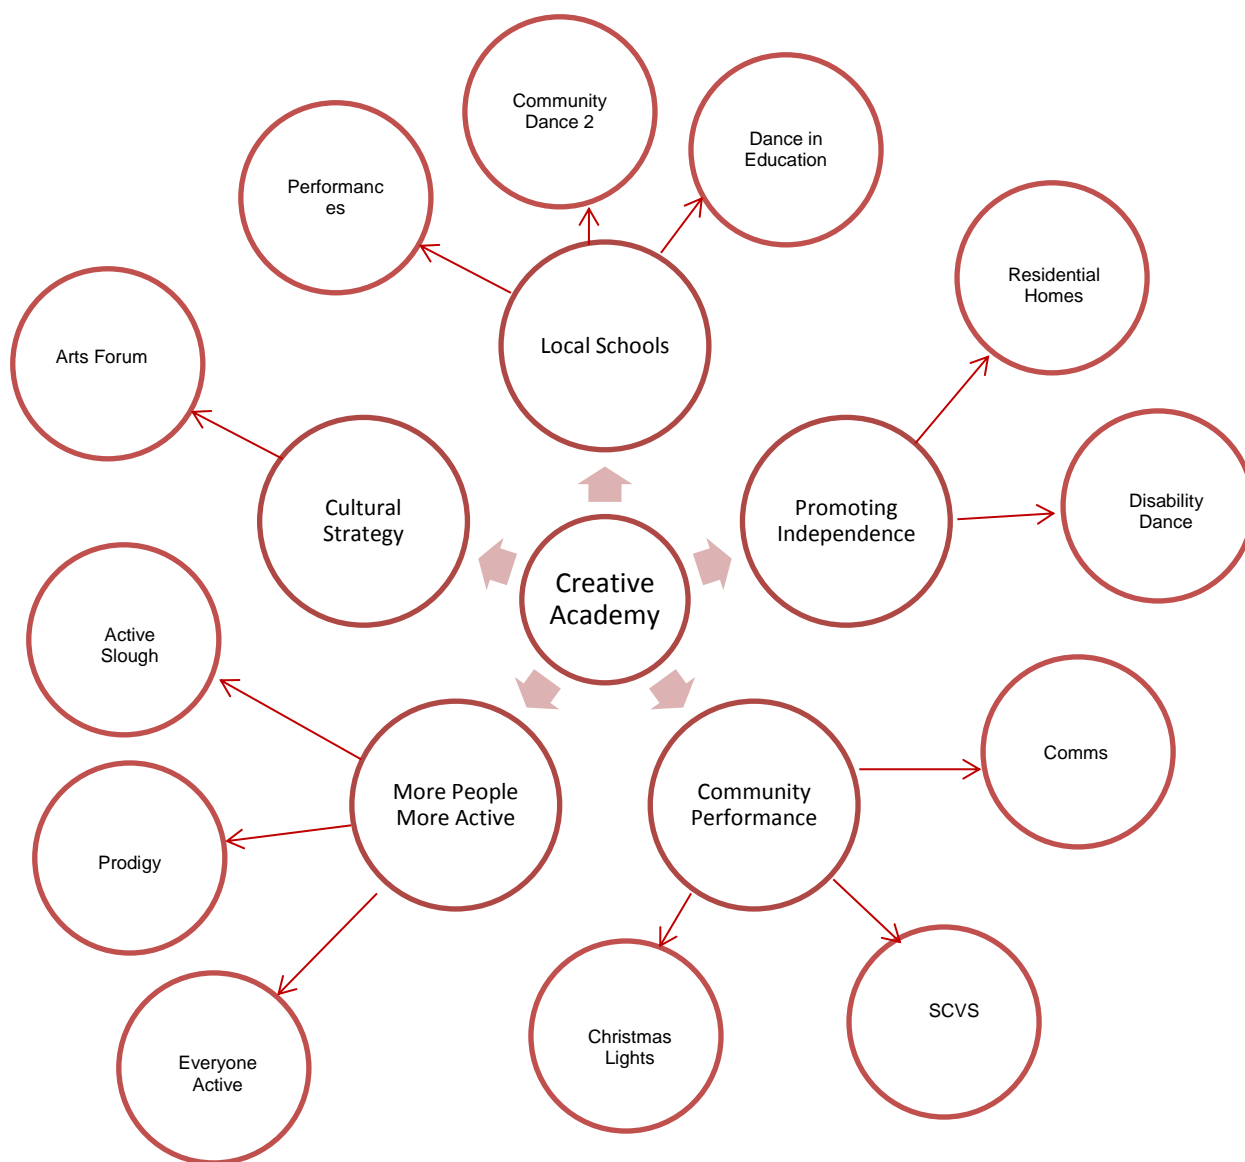 Community
Dance 2
Dance in
Education
Performanc
es
Residential
Homes
Local Schools
Arts Forum
Cultural
Strategy
Promoting
Independence
Disability
Dance
Creative
Academy
Active
Slough
Comms
More People
More Active
Community
Performance
Prodigy
SCVS
Christmas
Lights
Everyone
Active